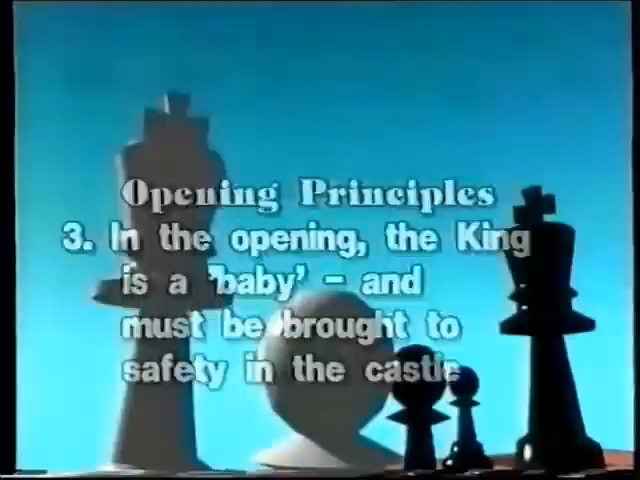 Opening Principles
3. In the opening, the King
is a 'baby' – and
must be brought to
safety in the castle